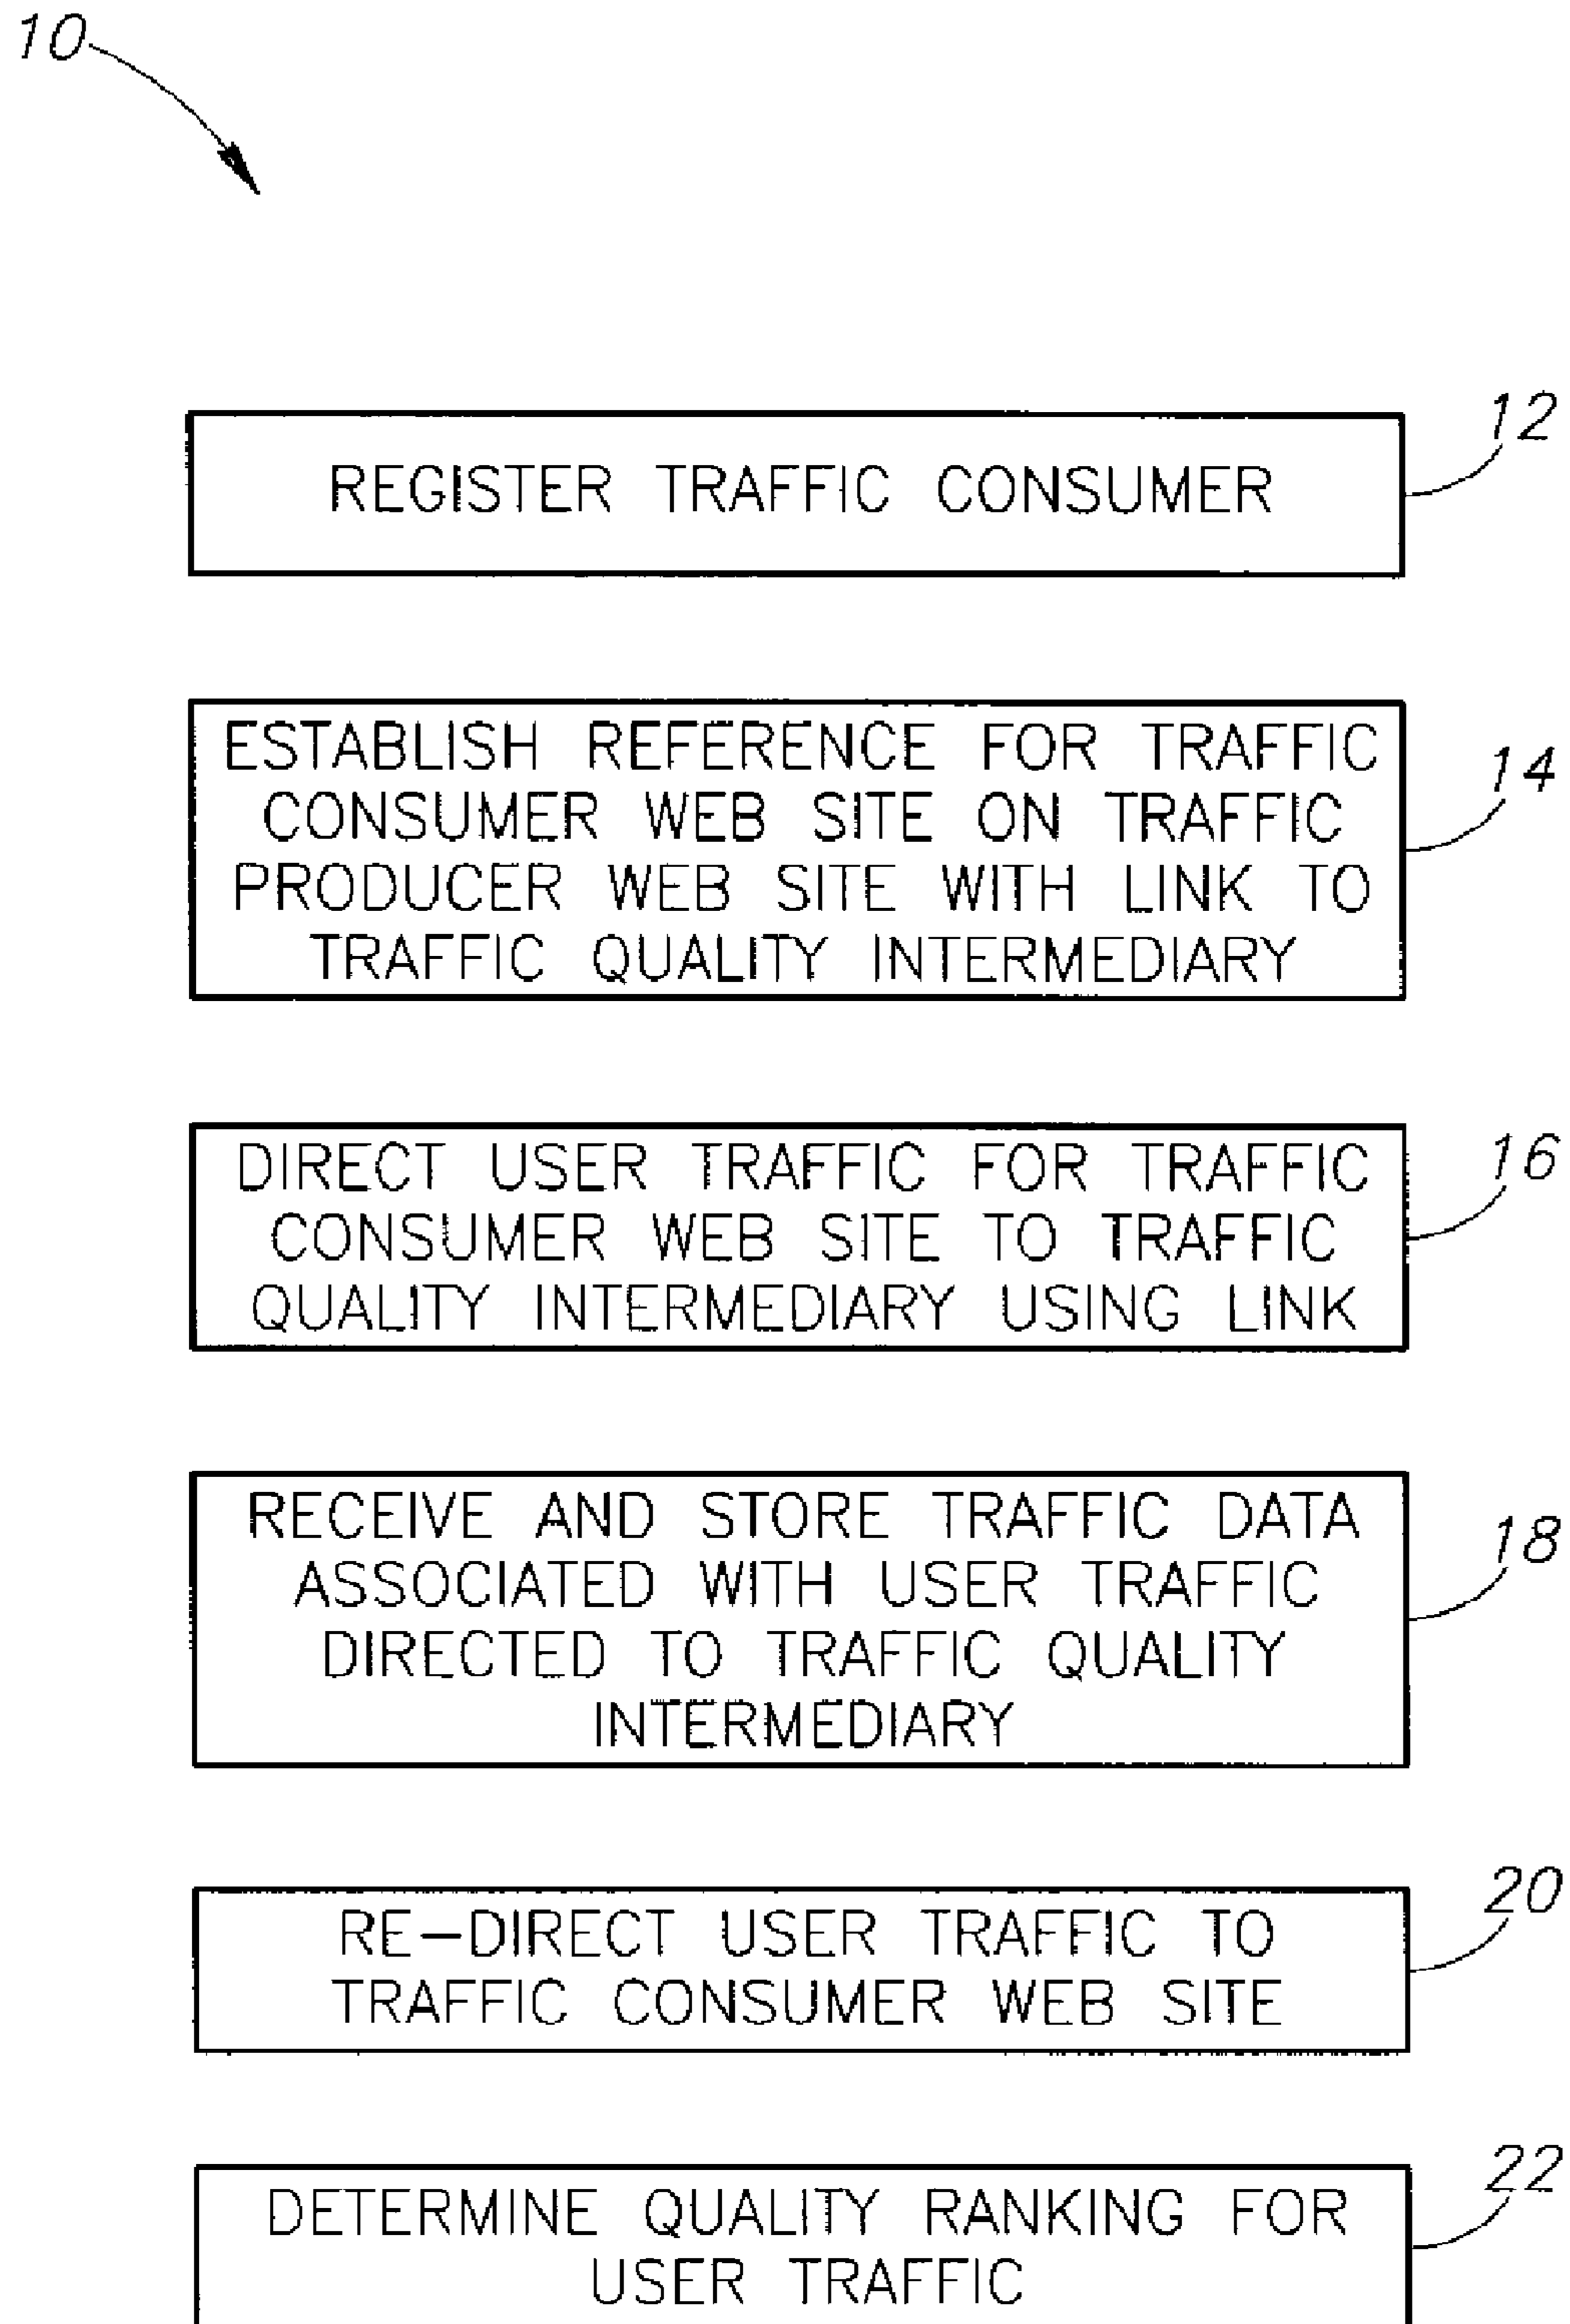 10
12
REGISTER TRAFFIC CONSUMER
ESTABLISH REFERENCE FOR TRAFFIC
14
CONSUMER WEB SITE ON TRAFFIC
PRODUCER WEB SITE WITH LINK TO
TRAFFIC QUALITY INTERMEDIARY
DIRECT USER TRAFFIC FOR TRAFFIC
16
CONSUMER WEB SITE TO TRAFFIC
QUALITY INTERMEDIARY USING LINK
RECEIVE AND STORE TRAFFIC DATA
18
ASSOCIATED WITH USER TRAFFIC
DIRECTED TO TRAFFIC QUALITY
INTERMEDIARY
20
RE-DIRECT USER TRAFFIC TO
TRAFFIC CONSUMER WEB SITE
22
DETERMINE QUALITY RANKING FOR
USER TRAFFIC